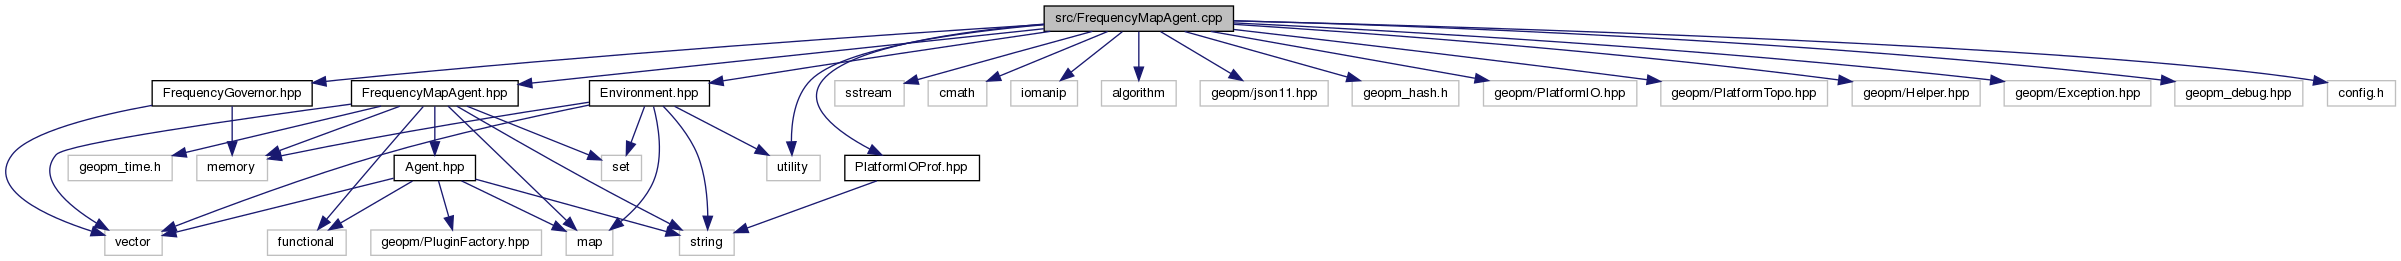 src/FrequencyMapAgent.cpp
FrequencyGovernor.hpp
FrequencyMapAgent.hpp
Environment.hpp
sstream
cmath
iomanip
algorithm
geopm/json11.hpp
geopm_hash.h
geopm/PlatformIO.hpp
geopm/PlatformTopo.hpp
geopm/Helper.hpp
geopm/Exception.hpp
geopm_debug.hpp
config.h
geopm_time.h
memory
Agent.hpp
set
utility
PlatformIOProf.hpp
vector
functional
geopm/PluginFactory.hpp
map
string